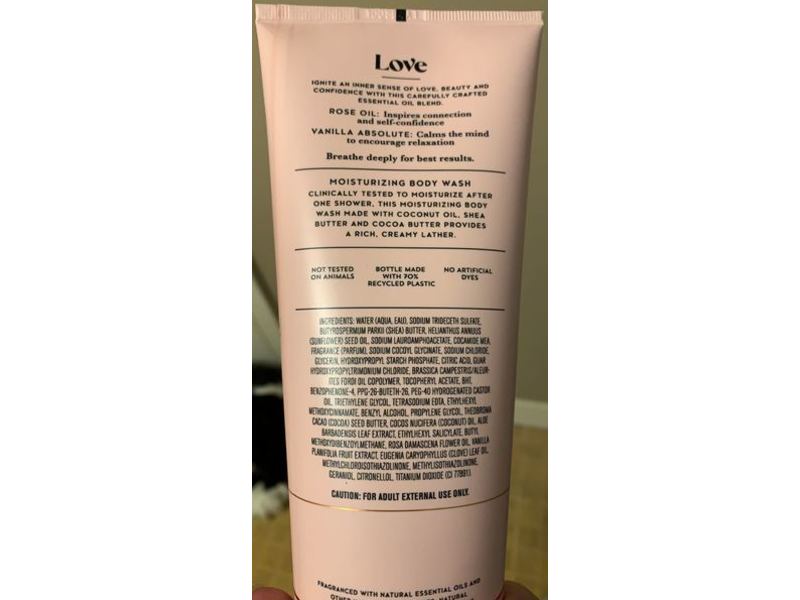 Love
IGNITE AN INNER SENSE OF LOVE, BEAUTY AND
CONFIDENCE WITH THIS CAREFULLY CRAFTED
ESSENTIAL OIL BLEND.
ROSE OIL: Inspires connection
and self-confidence
VANILLA ABSOLUTE: Calms the mind
to encourage relaxation
Breathe deeply for best results.
MOISTURIZING BODY WASH
CLINICALLY TESTED TO MOISTURIZE AFTER
ONE SHOWER, THIS MOISTURIZING BODY
WASH MADE WITH COCONUT OIL, SHEA
BUTTER AND COCOA BUTTER PROVIDES
A RICH, CREAMY LATHER.
NOT TESTED
ON ANIMALS
BOTTLE MADE
WITH 70%
RECYCLED PLASTIC
NO ARTIFICIAL
DYES
INGREDIENTS: WATER (AQUA, EAU), SODIUM TRIDECETH SULFATE,
BUTYROSPERMUM PARKII (SHEA) BUTTER, HELIANTHUS ANNUUS
(SUNFLOWER) SEED OIL, SODIUM LAUROAMPHOACETATE, COCAMIDE MEA,
FRAGRANCE (PARFUM), SODIUM COCOYL GLYCINATE, SODIUM CHLORIDE,
GLYCERIN, HYDROXYPROPYL STARCH PHOSPHATE, CITRIC ACID, GUAR
HYDROXYPROPYLTRIMONIUM CHLORIDE, BRASSICA CAMPESTRIS/ALEUR-
ITES FORDI OIL COPOLYMER, TOCOPHERYL ACETATE, BHT,
BENZOPHENONE-4, PPG-26-BUTETH-26, PEG-40 HYDROGENATED CASTOR
OIL, TRIETHYLENE GLYCOL, TETRASODIUM EDTA, ETHYLHEXYL
METHOXYCINNAMATE, BENZYL ALCOHOL, PROPYLENE GLYCOL, THEOBROMA
CACAO (COCOA) SEED BUTTER, COCOS NUCIFERA (COCONUT) OIL, ALOE
BARBADENSIS LEAF EXTRACT, ETHYLHEXYL SALICYLATE, BUTYL
METHOXYDIBENZOYLMETHANE, ROSA DAMASCENA FLOWER OIL, VANILLA
PLANIFOLIA FRUIT EXTRACT, EUGENIA CARYOPHYLLUS (CLOVE) LEAF OIL,
METHYLCHLOROISOTHIAZOLINONE, METHYLISOTHIAZOLINONE,
GERANIOL, CITRONELLOL, TITANIUM DIOXIDE (CI 77891).
CAUTION: FOR ADULT EXTERNAL USE ONLY.
FRAGRANCED WITH NATURAL ESSENTIAL OILS AND